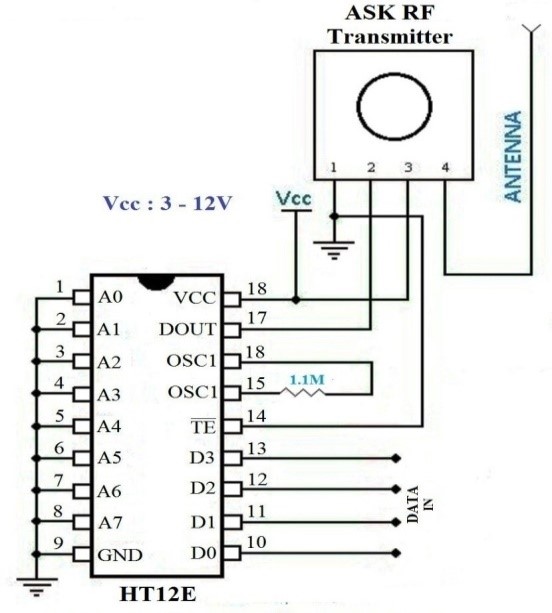 ASK RF
Transmitter
1 2 3 4
ANTENNA
Vcc : 3 - 12V
Vcc
1 A0 VCC 18
2 A1 DOUT 17
3 A2 OSC1 18
4 A3 OSC1 15 1.1M
5 A4 TE 14
6 A5 D3 13
7 A6 D2 12
8 A7 D1 11
9 GND D0 10
DATA
IN
HT12E